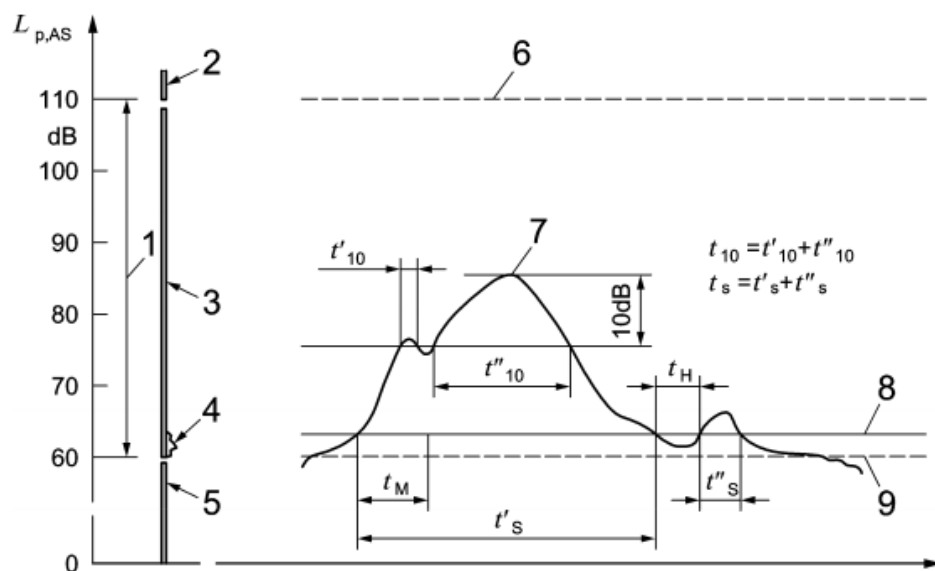 L p,AS
110
dB
100
90
80
70
60
0
1
2
3
4
5
6
7
t'10
t10 = t'10 + t"10
ts = t's + t"s
10dB
t"10
tH
8
9
tM
t"S
t'S